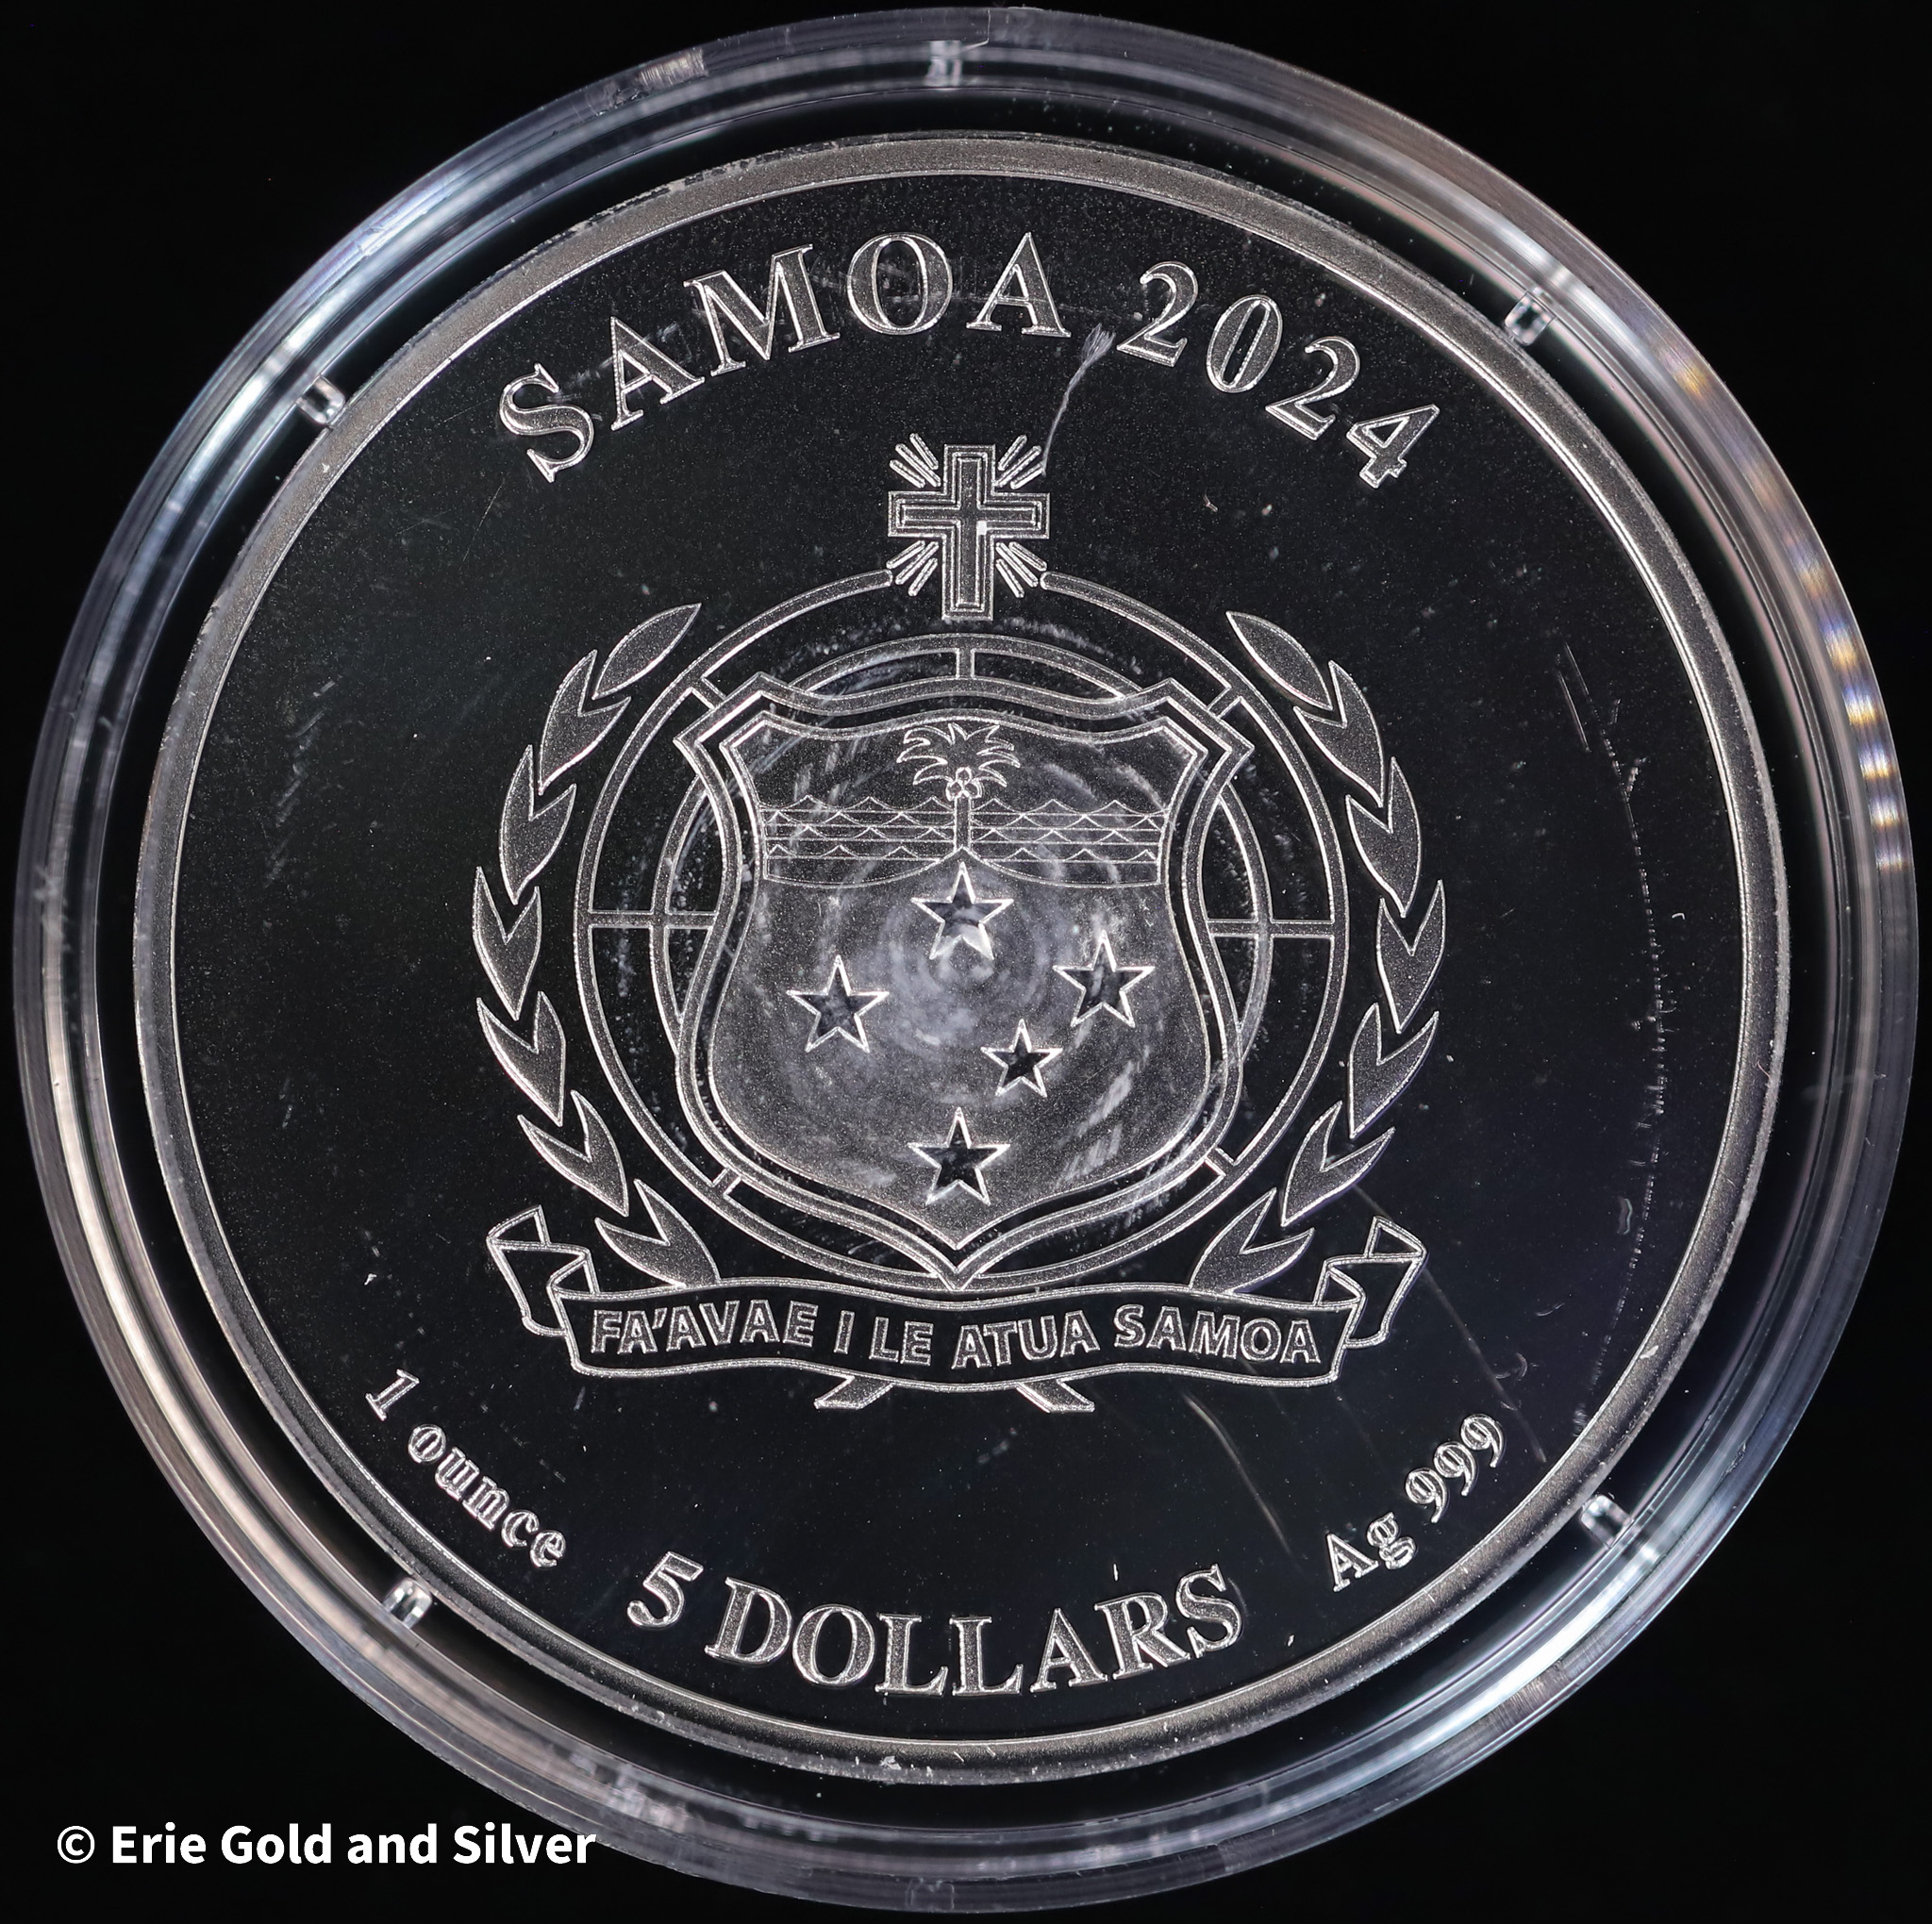 SAMOA 2024
FA'AVAE I LE ATUA SAMOA
1 ounce
5 DOLLARS
Ag 999
© Erie Gold and Silver